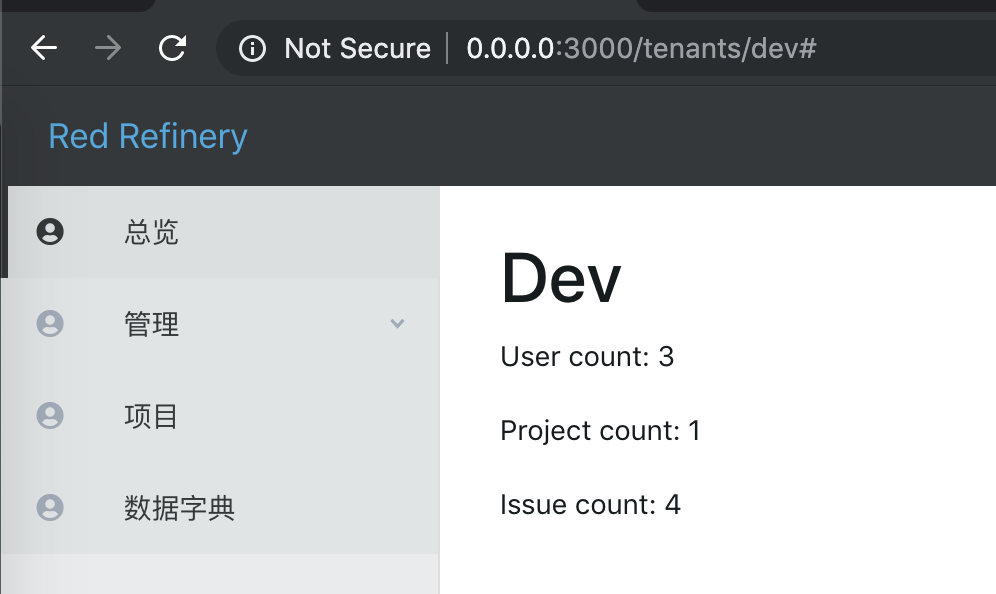 Not Secure | 0.0.0.0:3000/tenants/dev#
Red Refinery
总览
管理
项目
数据字典
Dev
User count: 3
Project count: 1
Issue count: 4